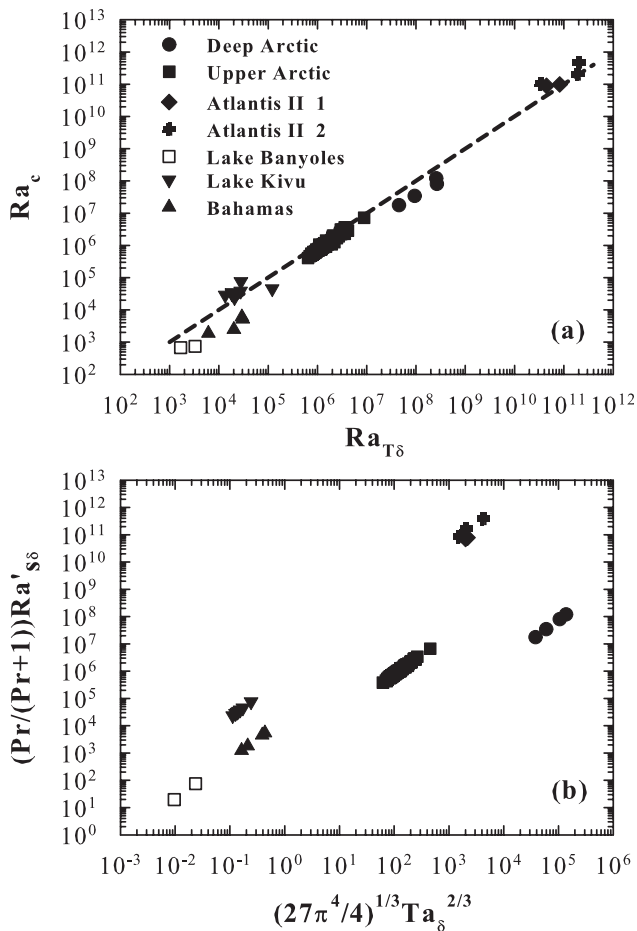 10^13
10^12
10^11
10^10
10^9
10^8
10^7
10^6
10^5
10^4
10^3
10^2
Ra_c
Deep Arctic
Upper Arctic
Atlantis II 1
Atlantis II 2
Lake Banyoles
Lake Kivu
Bahamas
(a)
10^2 10^3 10^4 10^5 10^6 10^7 10^8 10^9 10^10 10^11 10^12
Ra_Tδ
10^13
10^12
10^11
10^10
10^9
10^8
10^7
10^6
10^5
10^4
10^3
10^2
10^1
10^0
(Pr/(Pr+1))Ra'_Sδ
(b)
10^-3 10^-2 10^-1 10^0 10^1 10^2 10^3 10^4 10^5 10^6
(27π^4/4)^1/3 Ta_δ^2/3